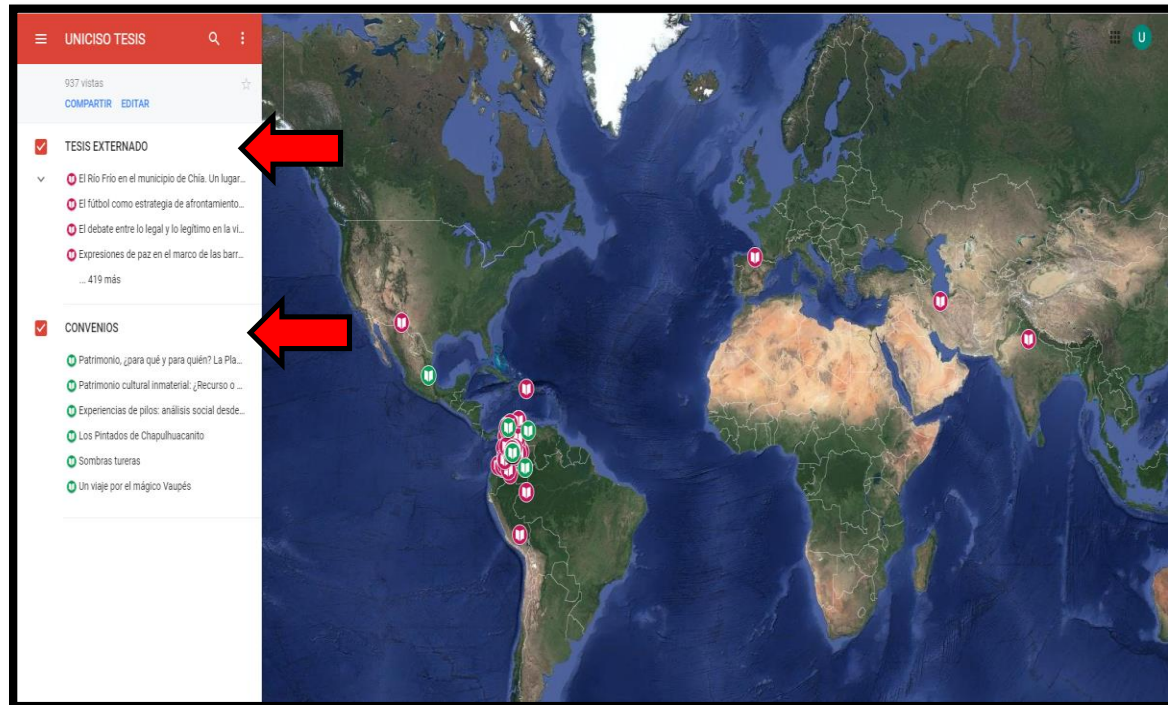 UNICISO TESIS
U
937 vistas
COMPARTIR EDITAR
TESIS EXTERNADO
El Río Frío en el municipio de Chía. Un lugar...
El fútbol como estrategia de afrontamiento...
El debate entre lo legal y lo legítimo en la vi...
Expresiones de paz en el marco de las barr...
... 419 más
CONVENIOS
Patrimonio, ¿para qué y para quién? La Pla...
Patrimonio cultural inmaterial: ¿Recurso o ...
Experiencias de pilos: análisis social desde...
Los Pintados de Chapulhuacanito
Sombras tureras
Un viaje por el mágico Vaupés